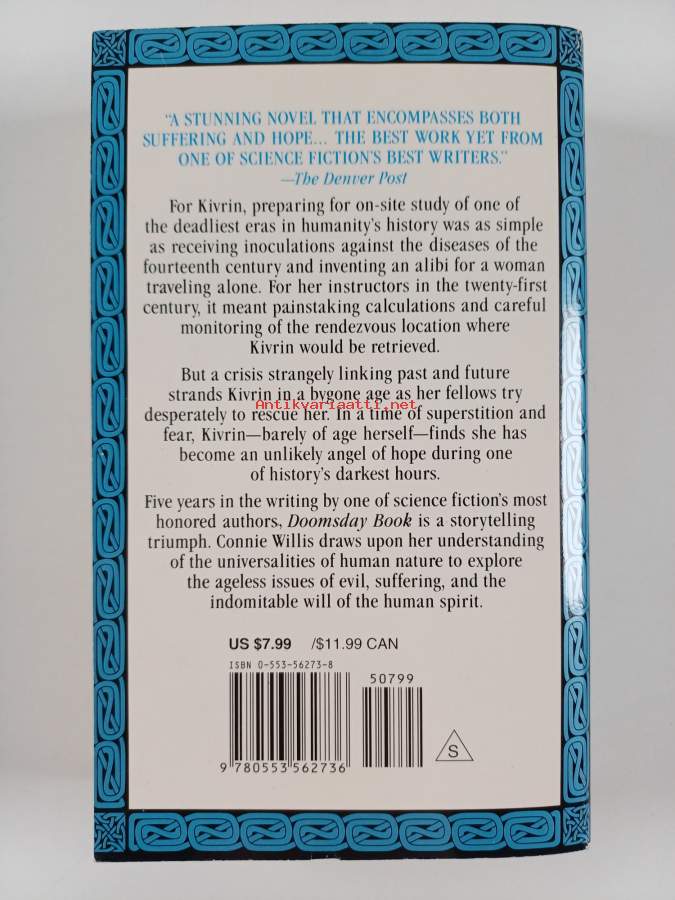 "A STUNNING NOVEL THAT ENCOMPASSES BOTH
SUFFERING AND HOPE... THE BEST WORK YET FROM
ONE OF SCIENCE FICTION'S BEST WRITERS."
—The Denver Post
For Kivrin, preparing for on-site study of one of
the deadliest eras in humanity's history was as simple
as receiving inoculations against the diseases of the
fourteenth century and inventing an alibi for a woman
traveling alone. For her instructors in the twenty-first
century, it meant painstaking calculations and careful
monitoring of the rendezvous location where
Kivrin would be retrieved.
But a crisis strangely linking past and future
strands Kivrin in a bygone age as her fellows try
Antikvariaatti.net
desperately to rescue her. In a time of superstition and
fear, Kivrin—barely of age herself—finds she has
become an unlikely angel of hope during one
of history's darkest hours.
Five years in the writing by one of science fiction's most
honored authors, Doomsday Book is a storytelling
triumph. Connie Willis draws upon her understanding
of the universalities of human nature to explore
the ageless issues of evil, suffering, and the
indomitable will of the human spirit.
US $7.99 /$11.99 CAN
ISBN 0-553-56273-8
50799
9 780553 562736
S